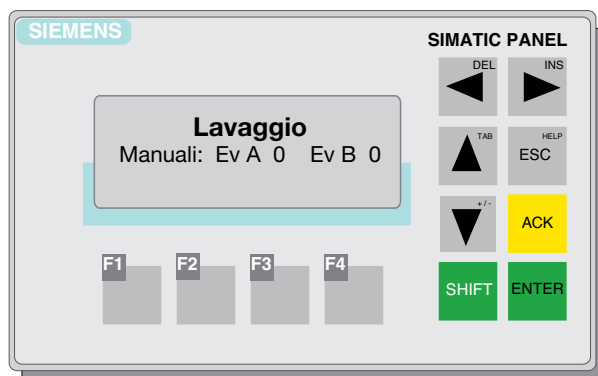 SIEMENS
SIMATIC PANEL
DEL
INS
Lavaggio
Manuali: Ev A 0 Ev B 0
TAB
HELP
ESC
+/-
ACK
F1 F2 F3 F4
SHIFT
ENTER